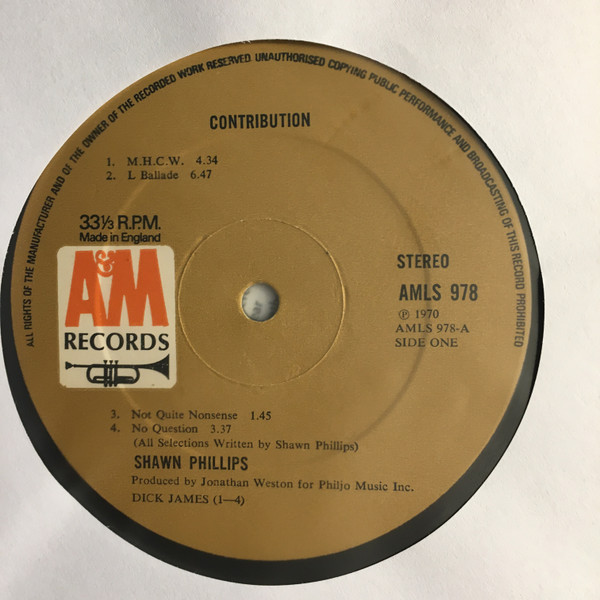 ALL RIGHTS OF THE MANUFACTURER AND OF THE OWNER OF THE RECORDED WORK RESERVED UNAUTHORISED COPYING PUBLIC PERFORMANCE AND BROADCASTING OF THIS RECORD PROHIBITED
CONTRIBUTION
1. M.H.C.W. 4.34
2. L Ballade 6.47
33⅓ R.P.M.
Made in England
A&M
RECORDS
STEREO
AMLS 978
Ⓟ 1970
AMLS 978-A
SIDE ONE
3. Not Quite Nonsense 1.45
4. No Question 3.37
(All Selections Written by Shawn Phillips)
SHAWN PHILLIPS
Produced by Jonathan Weston for Philjo Music Inc.
DICK JAMES (1—4)